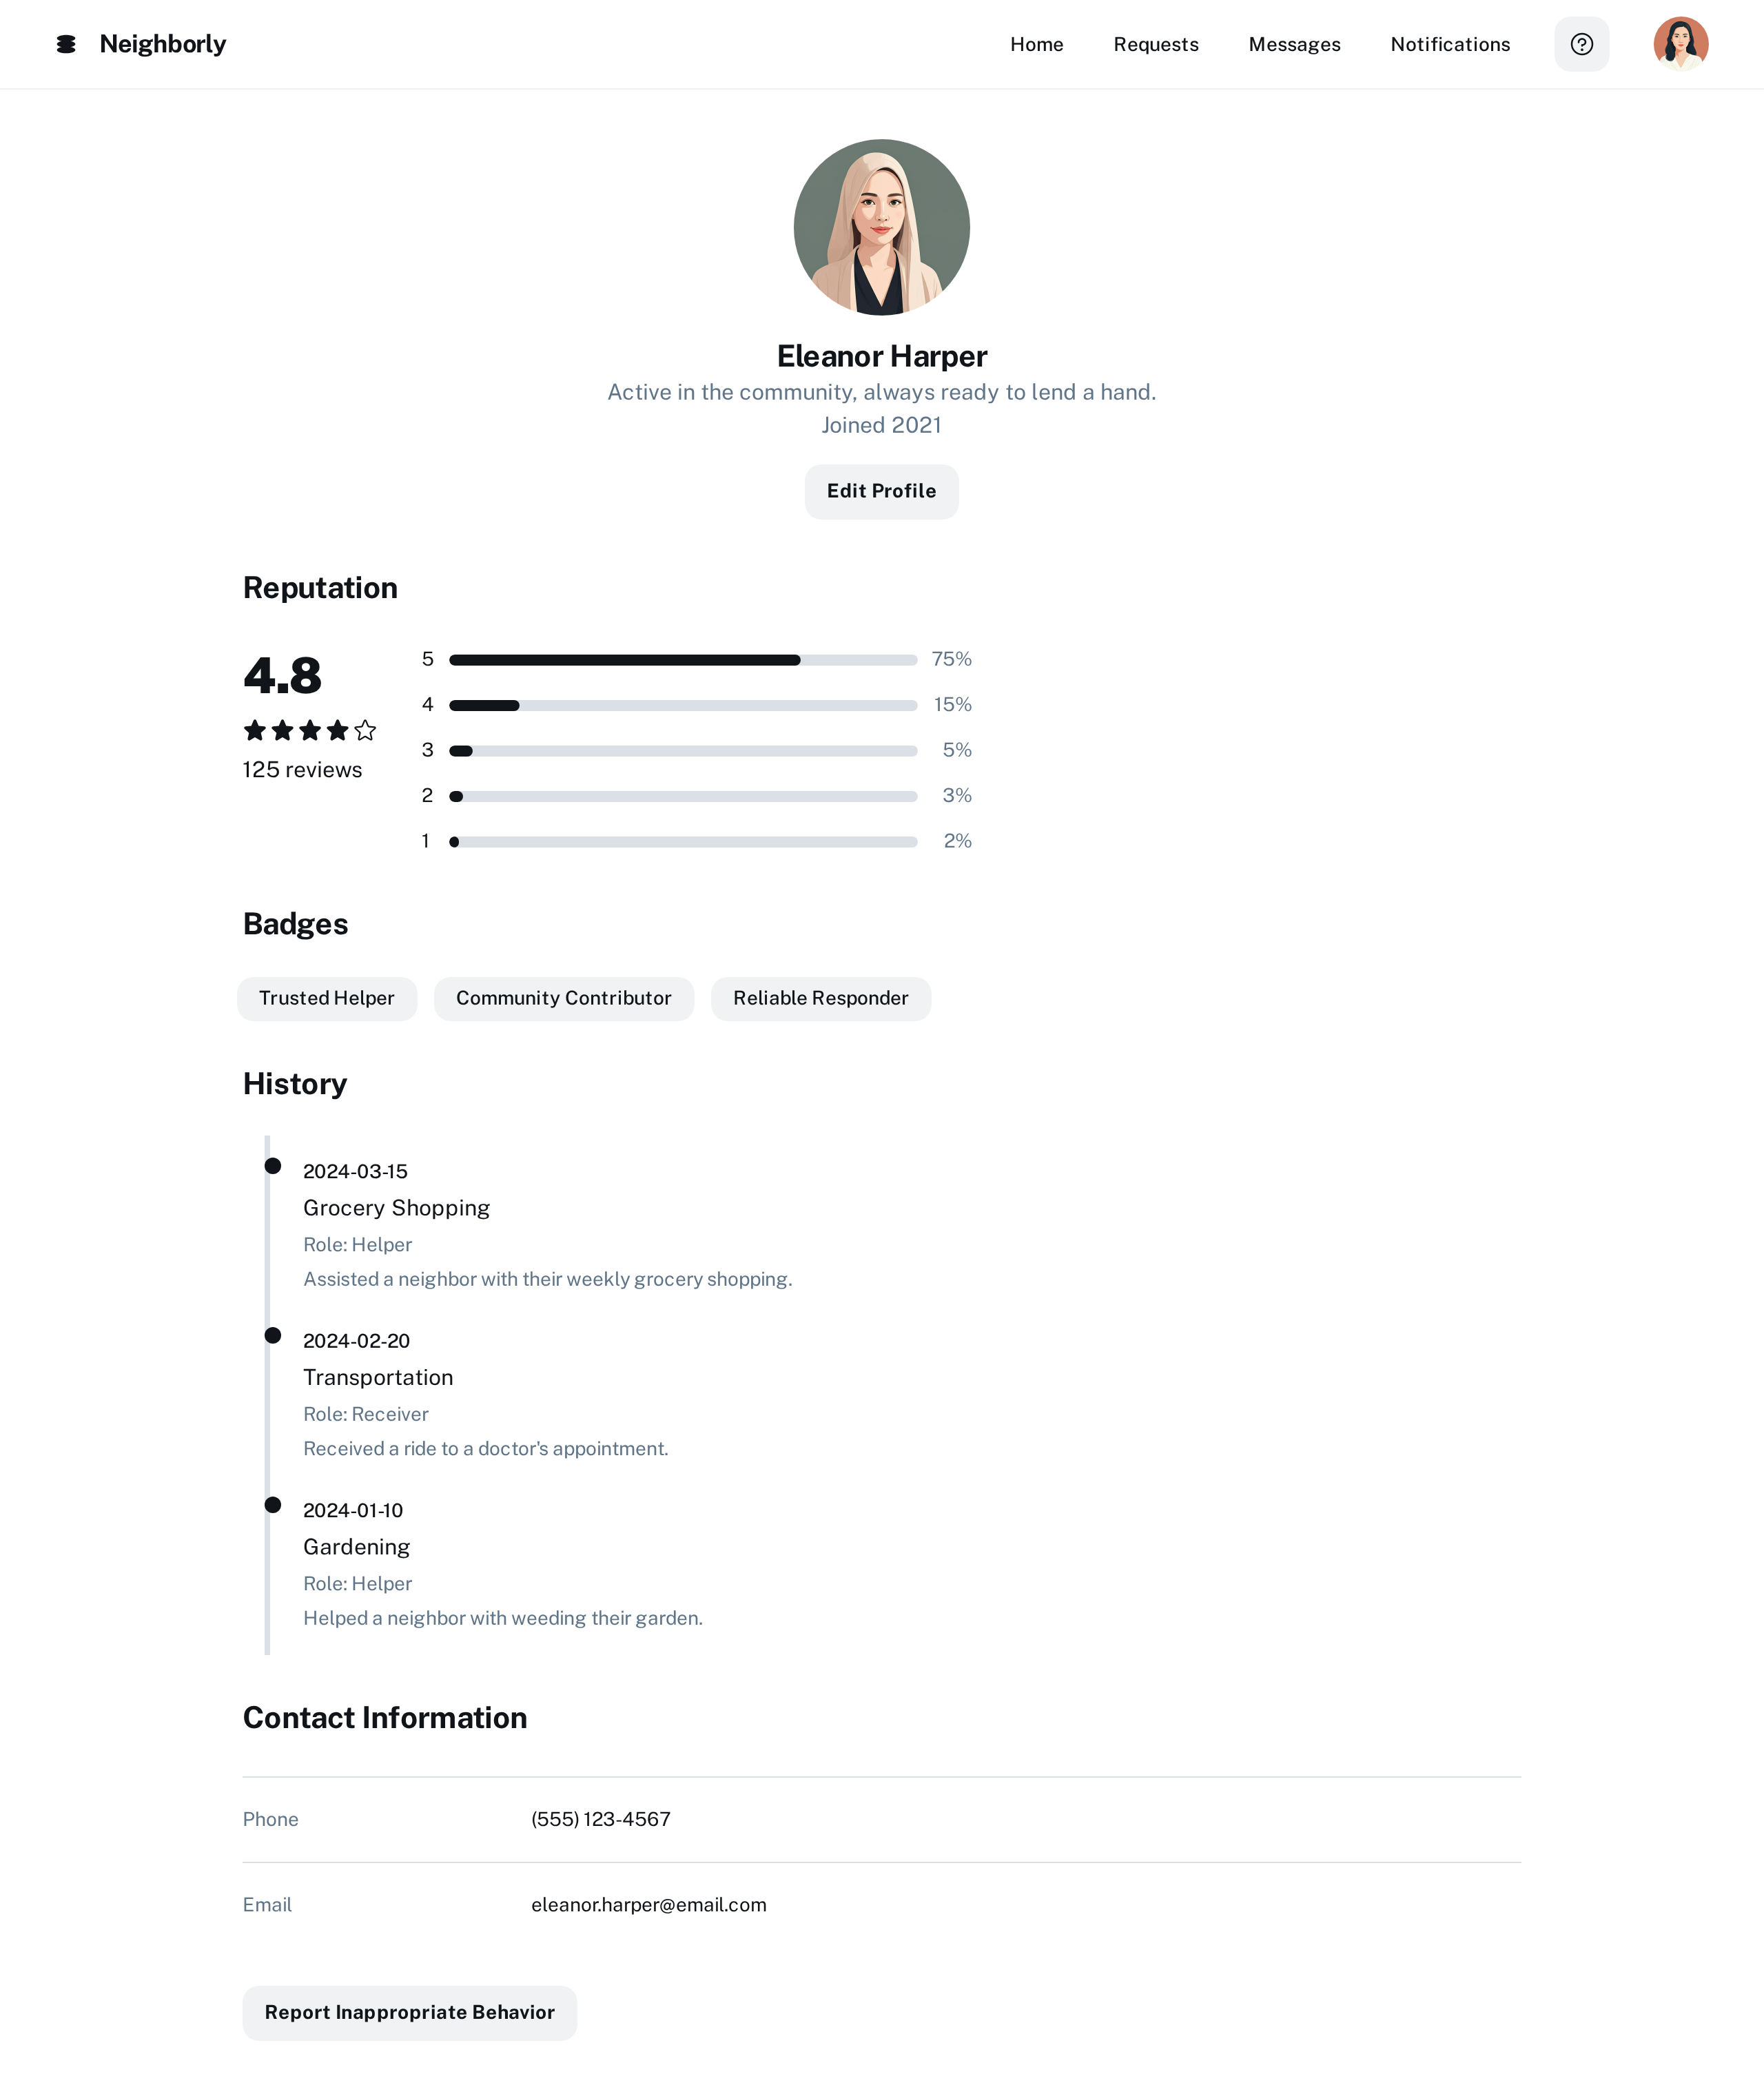 Neighborly
Home Requests Messages Notifications
Eleanor Harper
Active in the community, always ready to lend a hand.
Joined 2021
Edit Profile
Reputation
4.8
125 reviews
5 75%
4 15%
3 5%
2 3%
1 2%
Badges
Trusted Helper Community Contributor Reliable Responder
History
2024-03-15
Grocery Shopping
Role: Helper
Assisted a neighbor with their weekly grocery shopping.
2024-02-20
Transportation
Role: Receiver
Received a ride to a doctor's appointment.
2024-01-10
Gardening
Role: Helper
Helped a neighbor with weeding their garden.
Contact Information
Phone (555) 123-4567
Email eleanor.harper@email.com
Report Inappropriate Behavior